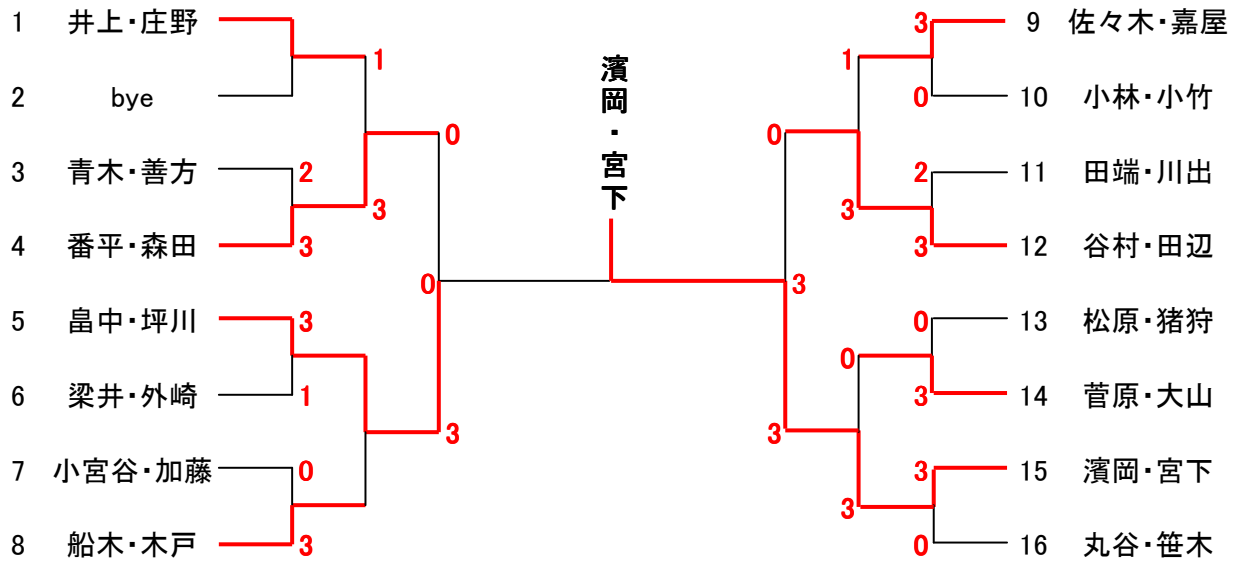 1 井上・庄野
2 bye
3 青木・善方
4 番平・森田
5 畠中・坪川
6 梁井・外崎
7 小宮谷・加藤
8 船木・木戸
1
2
3
3
3
1
0
3
0
3
0
3
濱岡・宮下
3
0
3
1
3
0
3
0
2
3
0
3
3
0
0
3
9 佐々木・嘉屋
10 小林・小竹
11 田端・川出
12 谷村・田辺
13 松原・猪狩
14 菅原・大山
15 濱岡・宮下
16 丸谷・笹木